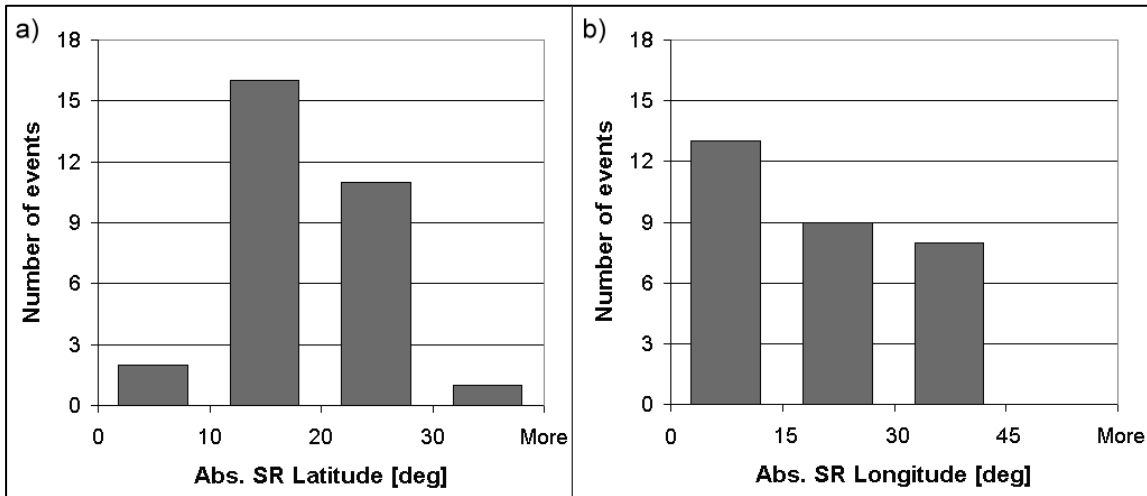 a)
18
15
12
9
6
3
0
Number of events
0 10 20 30 More
Abs. SR Latitude [deg]
b)
18
15
12
9
6
3
0
Number of events
0 15 30 45 More
Abs. SR Longitude [deg]